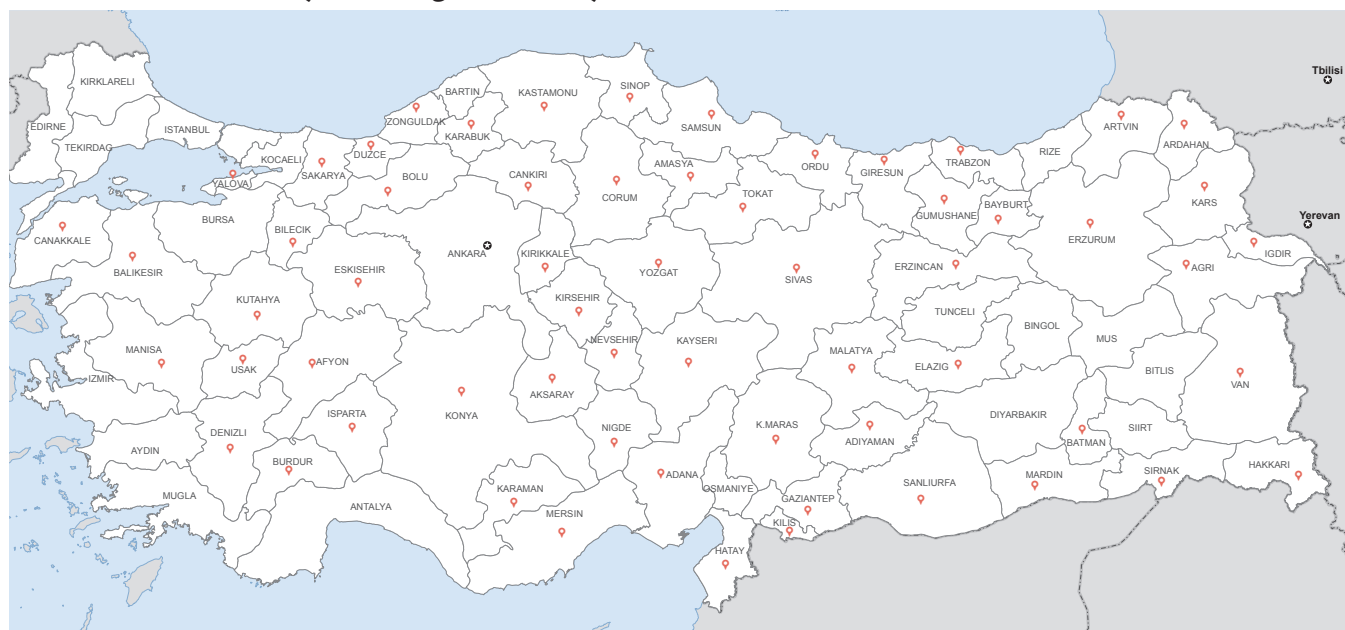 Tbilisi
KIRKLARELI
BARTIN
KASTAMONU
SINOP
ZONGULDAK
EDIRNE
ISTANBUL
KARABUK
SAMSUN
ARTVIN
TEKIRDAG
ARDAHAN
KOCAELI
DUZCE
AMASYA
ORDU
TRABZON
RIZE
SAKARYA
BOLU
CANKIRI
GIRESUN
YALOVA
CORUM
TOKAT
BAYBURT
KARS
BURSA
GUMUSHANE
Yerevan
BILECIK
CANAKKALE
ERZURUM
ANKARA
KIRIKKALE
IGDIR
BALIKESIR
ESKISEHIR
YOZGAT
SIVAS
ERZINCAN
AGRI
KUTAHYA
KIRSEHIR
TUNCELI
BINGOL
NEVSEHIR
KAYSERI
MUS
MANISA
MALATYA
AFYON
USAK
ELAZIG
BITLIS
VAN
IZMIR
AKSARAY
ISPARTA
KONYA
DIYARBAKIR
K.MARAS
NIGDE
SIIRT
DENIZLI
ADIYAMAN
BATMAN
AYDIN
BURDUR
HAKKARI
SIRNAK
MARDIN
ADANA
SANLIURFA
KARAMAN
OSMANIYE
MUGLA
GAZIANTEP
ANTALYA
MERSIN
KILIS
HATAY